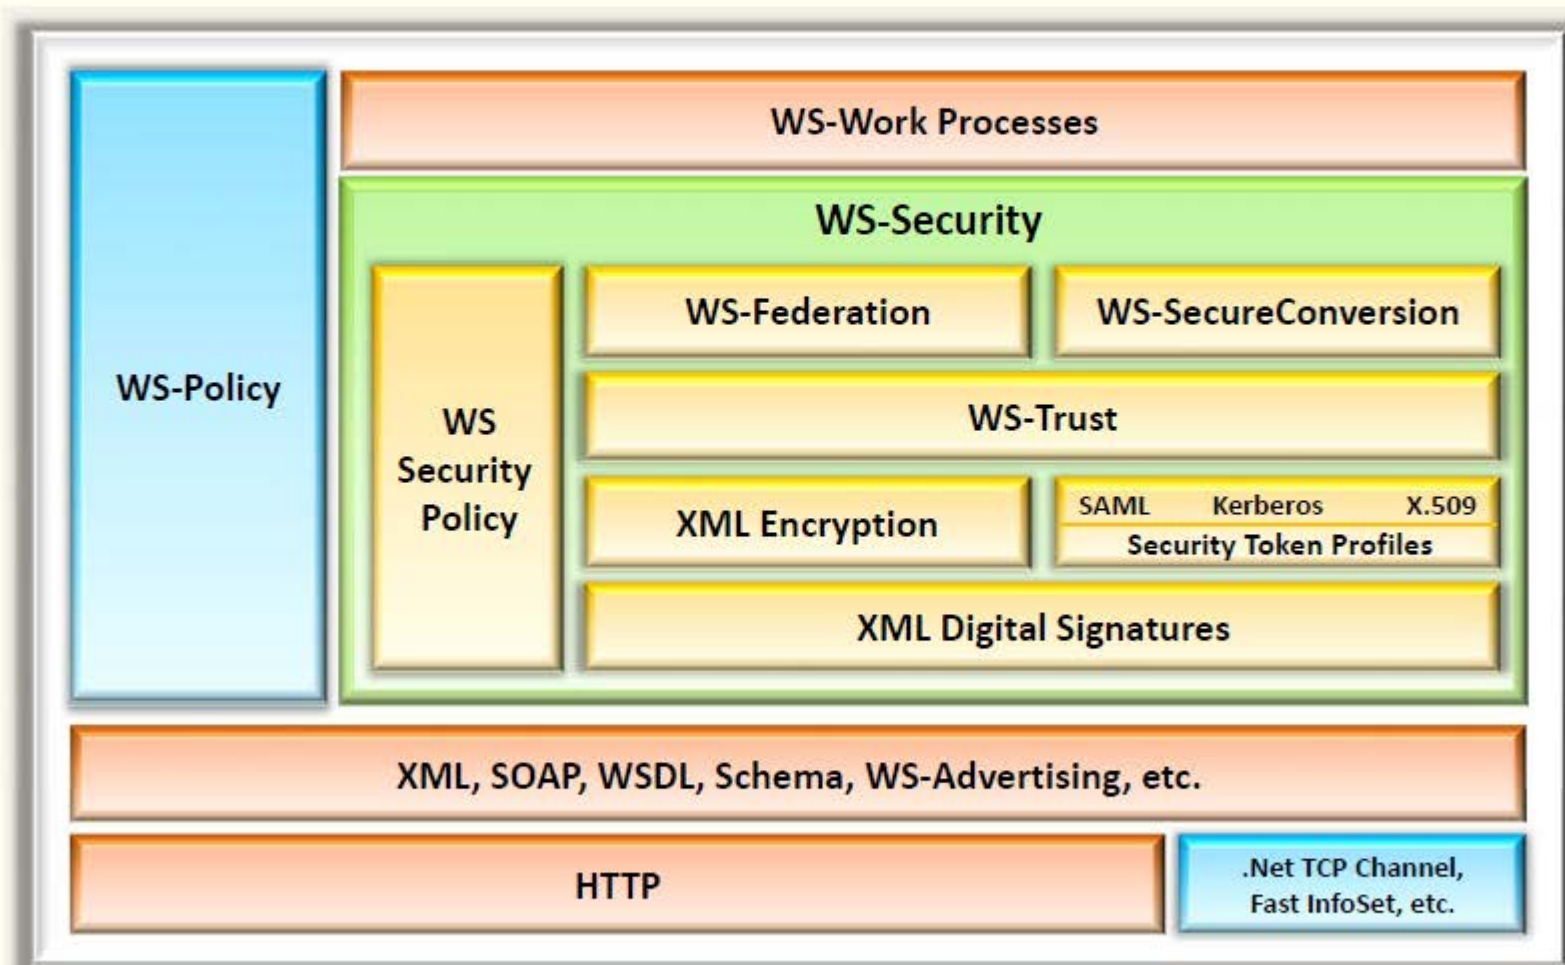 WS-Work Processes
WS-Policy
WS-Security
WS
Security
Policy
WS-Federation
WS-SecureConversion
WS-Trust
XML Encryption
SAML Kerberos X.509
Security Token Profiles
XML Digital Signatures
XML, SOAP, WSDL, Schema, WS-Advertising, etc.
HTTP
.Net TCP Channel,
Fast InfoSet, etc.